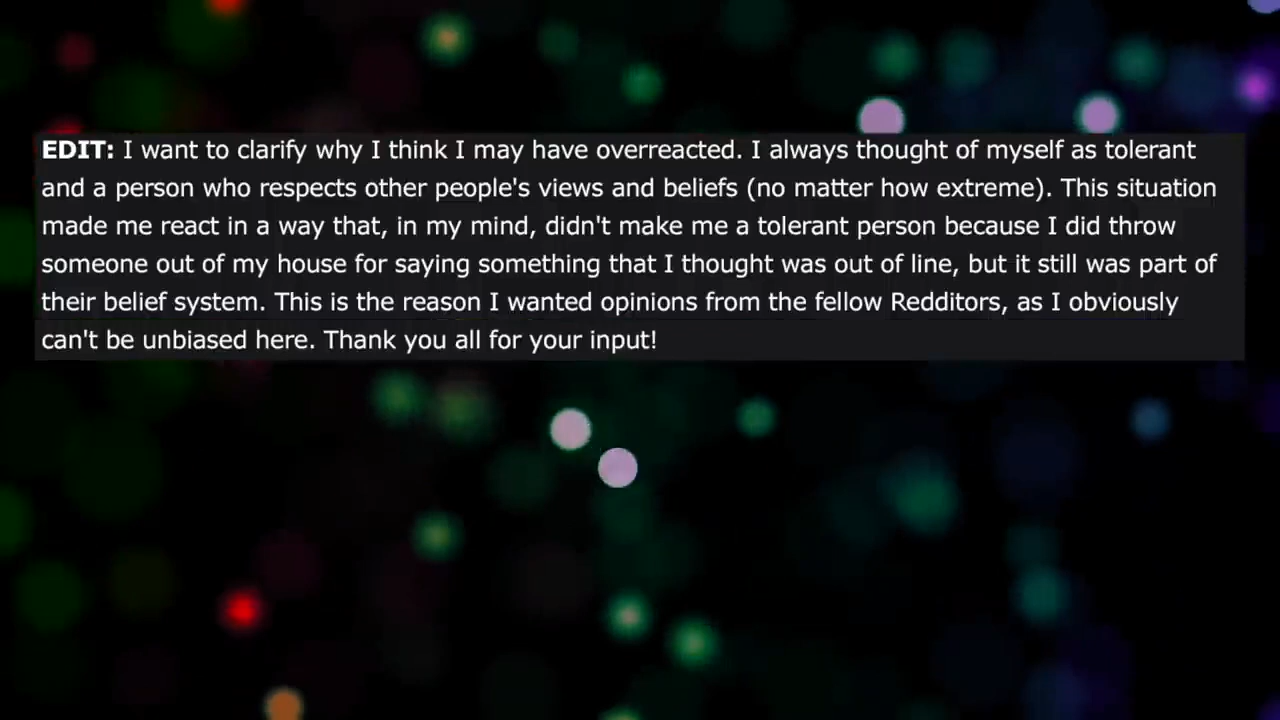 EDIT: I want to clarify why I think I may have overreacted. I always thought of myself as tolerant
and a person who respects other people's views and beliefs (no matter how extreme). This situation
made me react in a way that, in my mind, didn't make me a tolerant person because I did throw
someone out of my house for saying something that I thought was out of line, but it still was part of
their belief system. This is the reason I wanted opinions from the fellow Redditors, as I obviously
can't be unbiased here. Thank you all for your input!